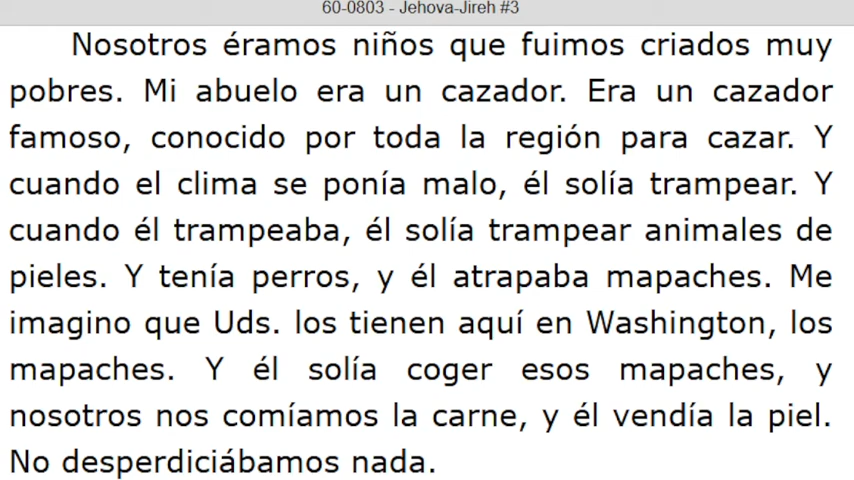 60-0803 - Jehova-Jireh #3
Nosotros éramos niños que fuimos criados muy
pobres. Mi abuelo era un cazador. Era un cazador
famoso, conocido por toda la región para cazar. Y
cuando el clima se ponía malo, él solía trampear. Y
cuando él trampeaba, él solía trampear animales de
pieles. Y tenía perros, y él atrapaba mapaches. Me
imagino que Uds. los tienen aquí en Washington, los
mapaches. Y él solía coger esos mapaches, y
nosotros nos comíamos la carne, y él vendía la piel.
No desperdiciábamos nada.